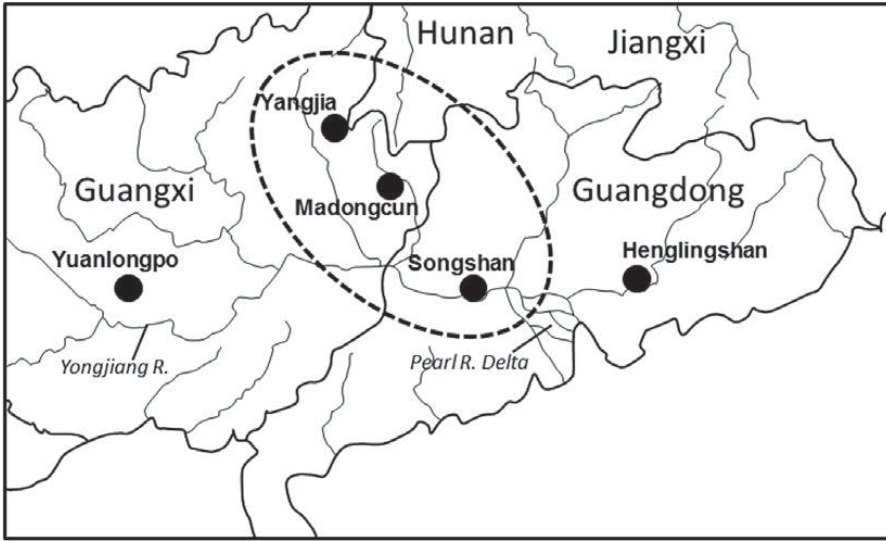 Hunan
Jiangxi
Yangjia
Guangxi
Madongcun
Guangdong
Yuanlongpo
Songshan
Henglingshan
Yongjiang R.
Pearl R. Delta